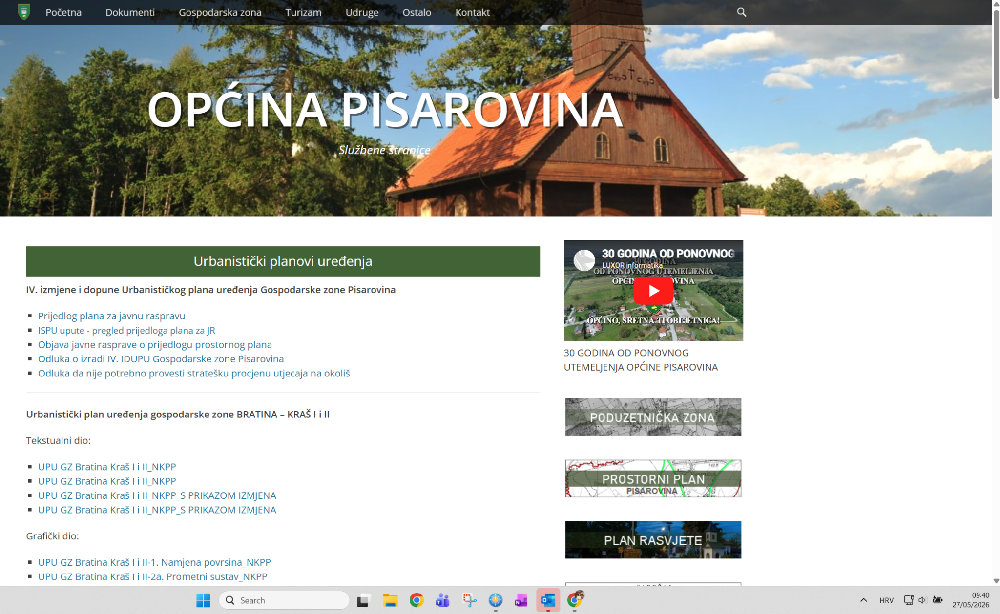 Početna Dokumenti Gospodarska zona Turizam Udruge Ostalo Kontakt
OPĆINA PISAROVINA
Službene stranice
Urbanistički planovi uređenja
IV. izmjene i dopune Urbanističkog plana uređenja Gospodarske zone Pisarovina
Prijedlog plana za javnu raspravu
ISPU upute - pregled prijedloga plana za JR
Objava javne rasprave o prijedlogu prostornog plana
Odluka o izradi IV. IDUPU Gospodarske zone Pisarovina
Odluka da nije potrebno provesti stratešku procjenu utjecaja na okoliš
Urbanistički plan uređenja gospodarske zone BRATINA – KRAŠ I i II
Tekstualni dio:
UPU GZ Bratina Kraš I i II_NKPP
UPU GZ Bratina Kraš I i II_NKPP
UPU GZ Bratina Kraš I i II_NKPP_S PRIKAZOM IZMJENA
UPU GZ Bratina Kraš I i II_NKPP_S PRIKAZOM IZMJENA
Grafički dio:
UPU GZ Bratina Kraš I i II-1. Namjena povrsina_NKPP
UPU GZ Bratina Kraš I i II-2a. Prometni sustav_NKPP
30 GODINA OD PONOVNOG
LUXOR informatika
30 GODINA
OD PONOVNOG UTEMELJENJA
OPĆINO, SRETNA TI OBLJETNICA!
30 GODINA OD PONOVNOG
UTEMELJENJA OPĆINE PISAROVINA
PODUZETNIČKA ZONA
PROSTORNI PLAN
PISAROVINA
PLAN RASVJETE
Search
HRV
09:40
27/05/2026